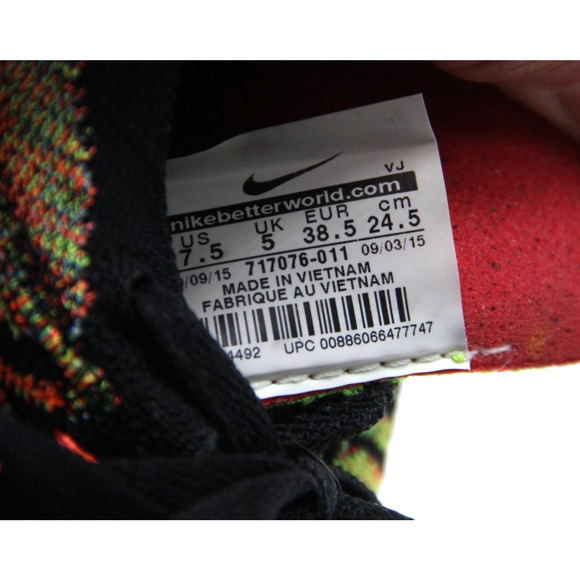 VJ
nikebetterworld.com
US UK EUR cm
7.5 5 38.5 24.5
/09/15 717076-011 09/03/15
MADE IN VIETNAM
FABRIQUE AU VIETNAM
4492 UPC 00886066477747